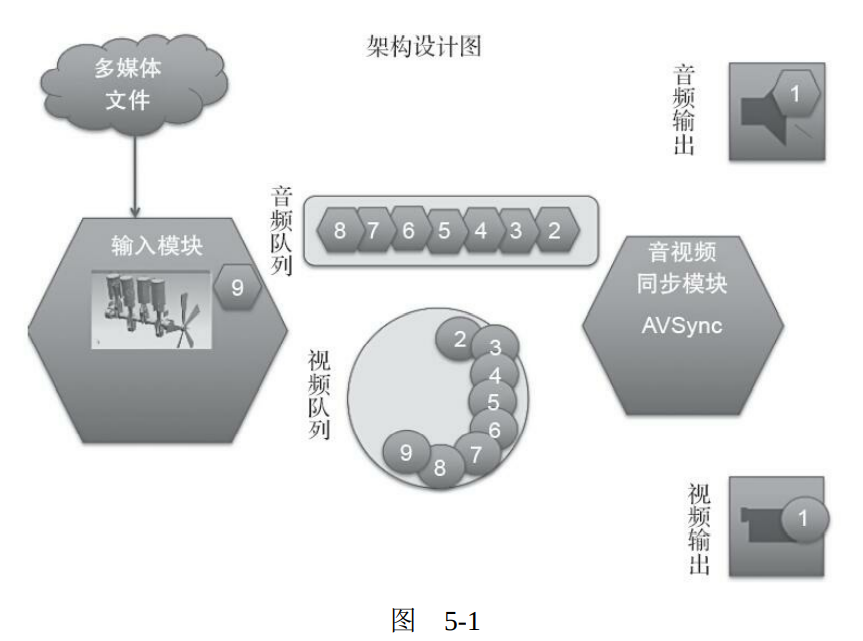 架构设计图
多媒体
文件
音频输出
1
输入模块
9
音频队列
8 7 6 5 4 3 2
音视频
同步模块
AVSync
视频队列
2
3
4
5
6
7
8
9
视频输出
1
图 5-1